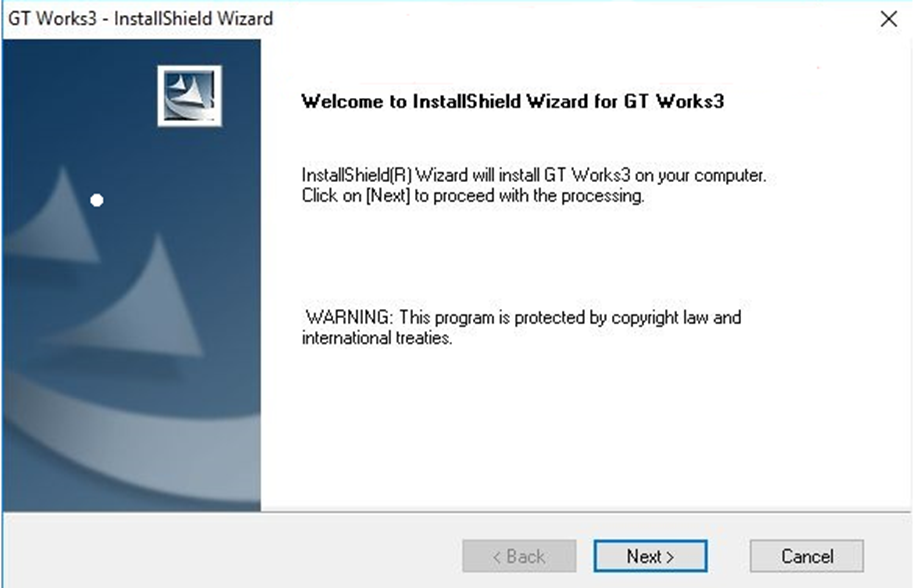 GT Works3 - InstallShield Wizard
Welcome to InstallShield Wizard for GT Works3
InstallShield(R) Wizard will install GT Works3 on your computer.
Click on [Next] to proceed with the processing.
WARNING: This program is protected by copyright law and
international treaties.
< Back
Next >
Cancel